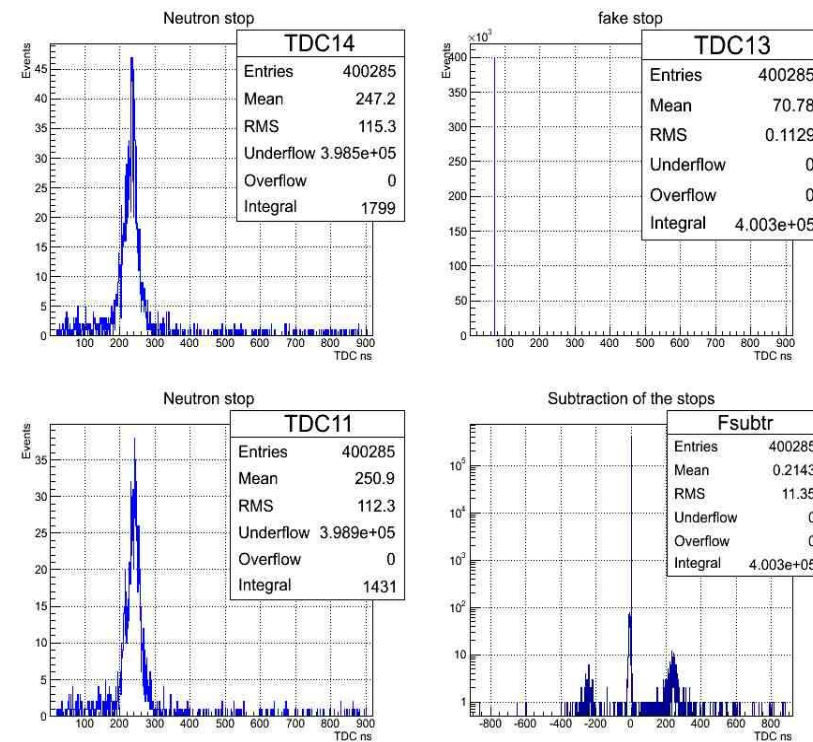 Neutron stop
TDC14
Entries 400285
Mean 247.2
RMS 115.3
Underflow 3.985e+05
Overflow 0
Integral 1799
Events
45
40
35
30
25
20
15
10
5
0
100 200 300 400 500 600 700 800 900
TDC ns
fake stop
TDC13
Entries 400285
Mean 70.78
RMS 0.1129
Underflow 0
Overflow 0
Integral 4.003e+05
×10³
Events
400
350
300
250
200
150
100
50
0
100 200 300 400 500 600 700 800 900
TDC ns
Neutron stop
TDC11
Entries 400285
Mean 250.9
RMS 112.3
Underflow 3.989e+05
Overflow 0
Integral 1431
Events
35
30
25
20
15
10
5
0
100 200 300 400 500 600 700 800 900
TDC ns
Subtraction of the stops
Fsubtr
Entries 400285
Mean 0.2143
RMS 11.35
Underflow 0
Overflow 0
Integral 4.003e+05
10⁵
10⁴
10³
10²
10
1
-800 -600 -400 -200 0 200 400 600 800
TDC ns